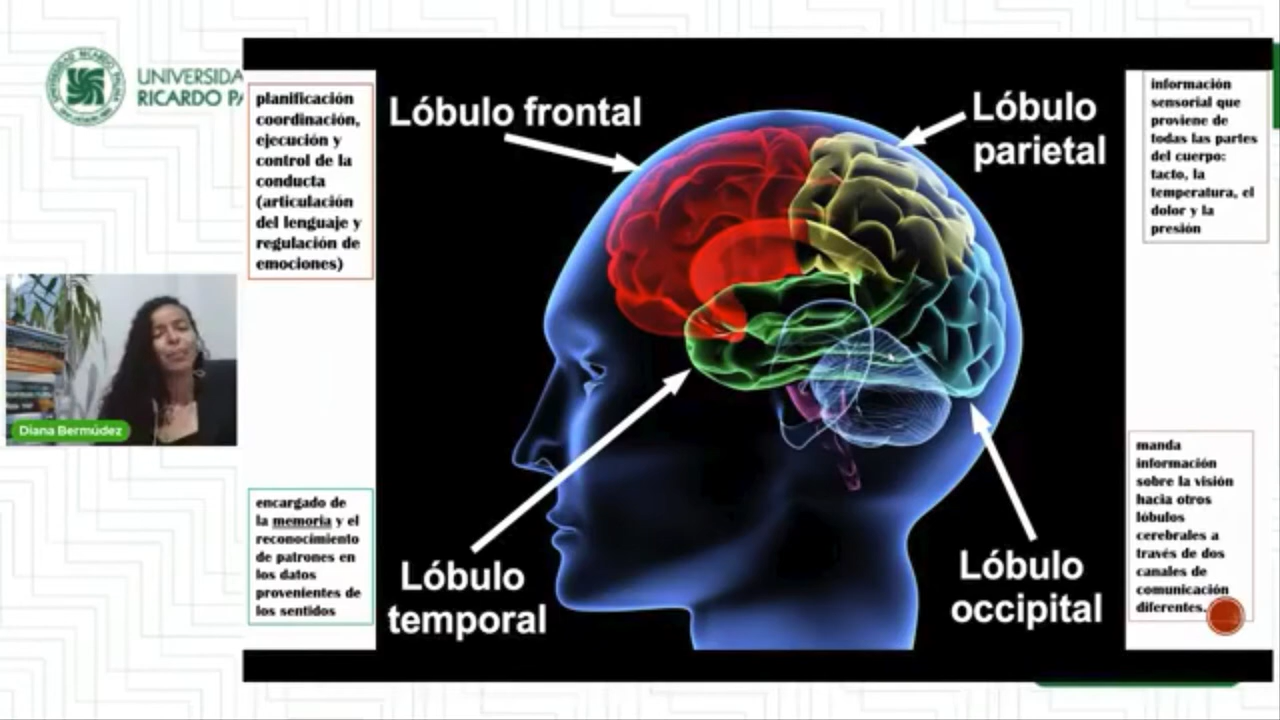 UNIVERSIDA
RICARDO PA
planificación
coordinación,
ejecución y
control de la
conducta
(articulación
del lenguaje y
regulación de
emociones)
Lóbulo frontal
Lóbulo
parietal
información
sensorial que
proviene de
todas las partes
del cuerpo:
tacto, la
temperatura, el
dolor y la
presión
Diana Bermúdez
encargado de
la memoria y el
reconocimiento
de patrones en
los datos
provenientes de
los sentidos
Lóbulo
temporal
Lóbulo
occipital
manda
información
sobre la visión
hacia otros
lóbulos
cerebrales a
través de dos
canales de
comunicación
diferentes.